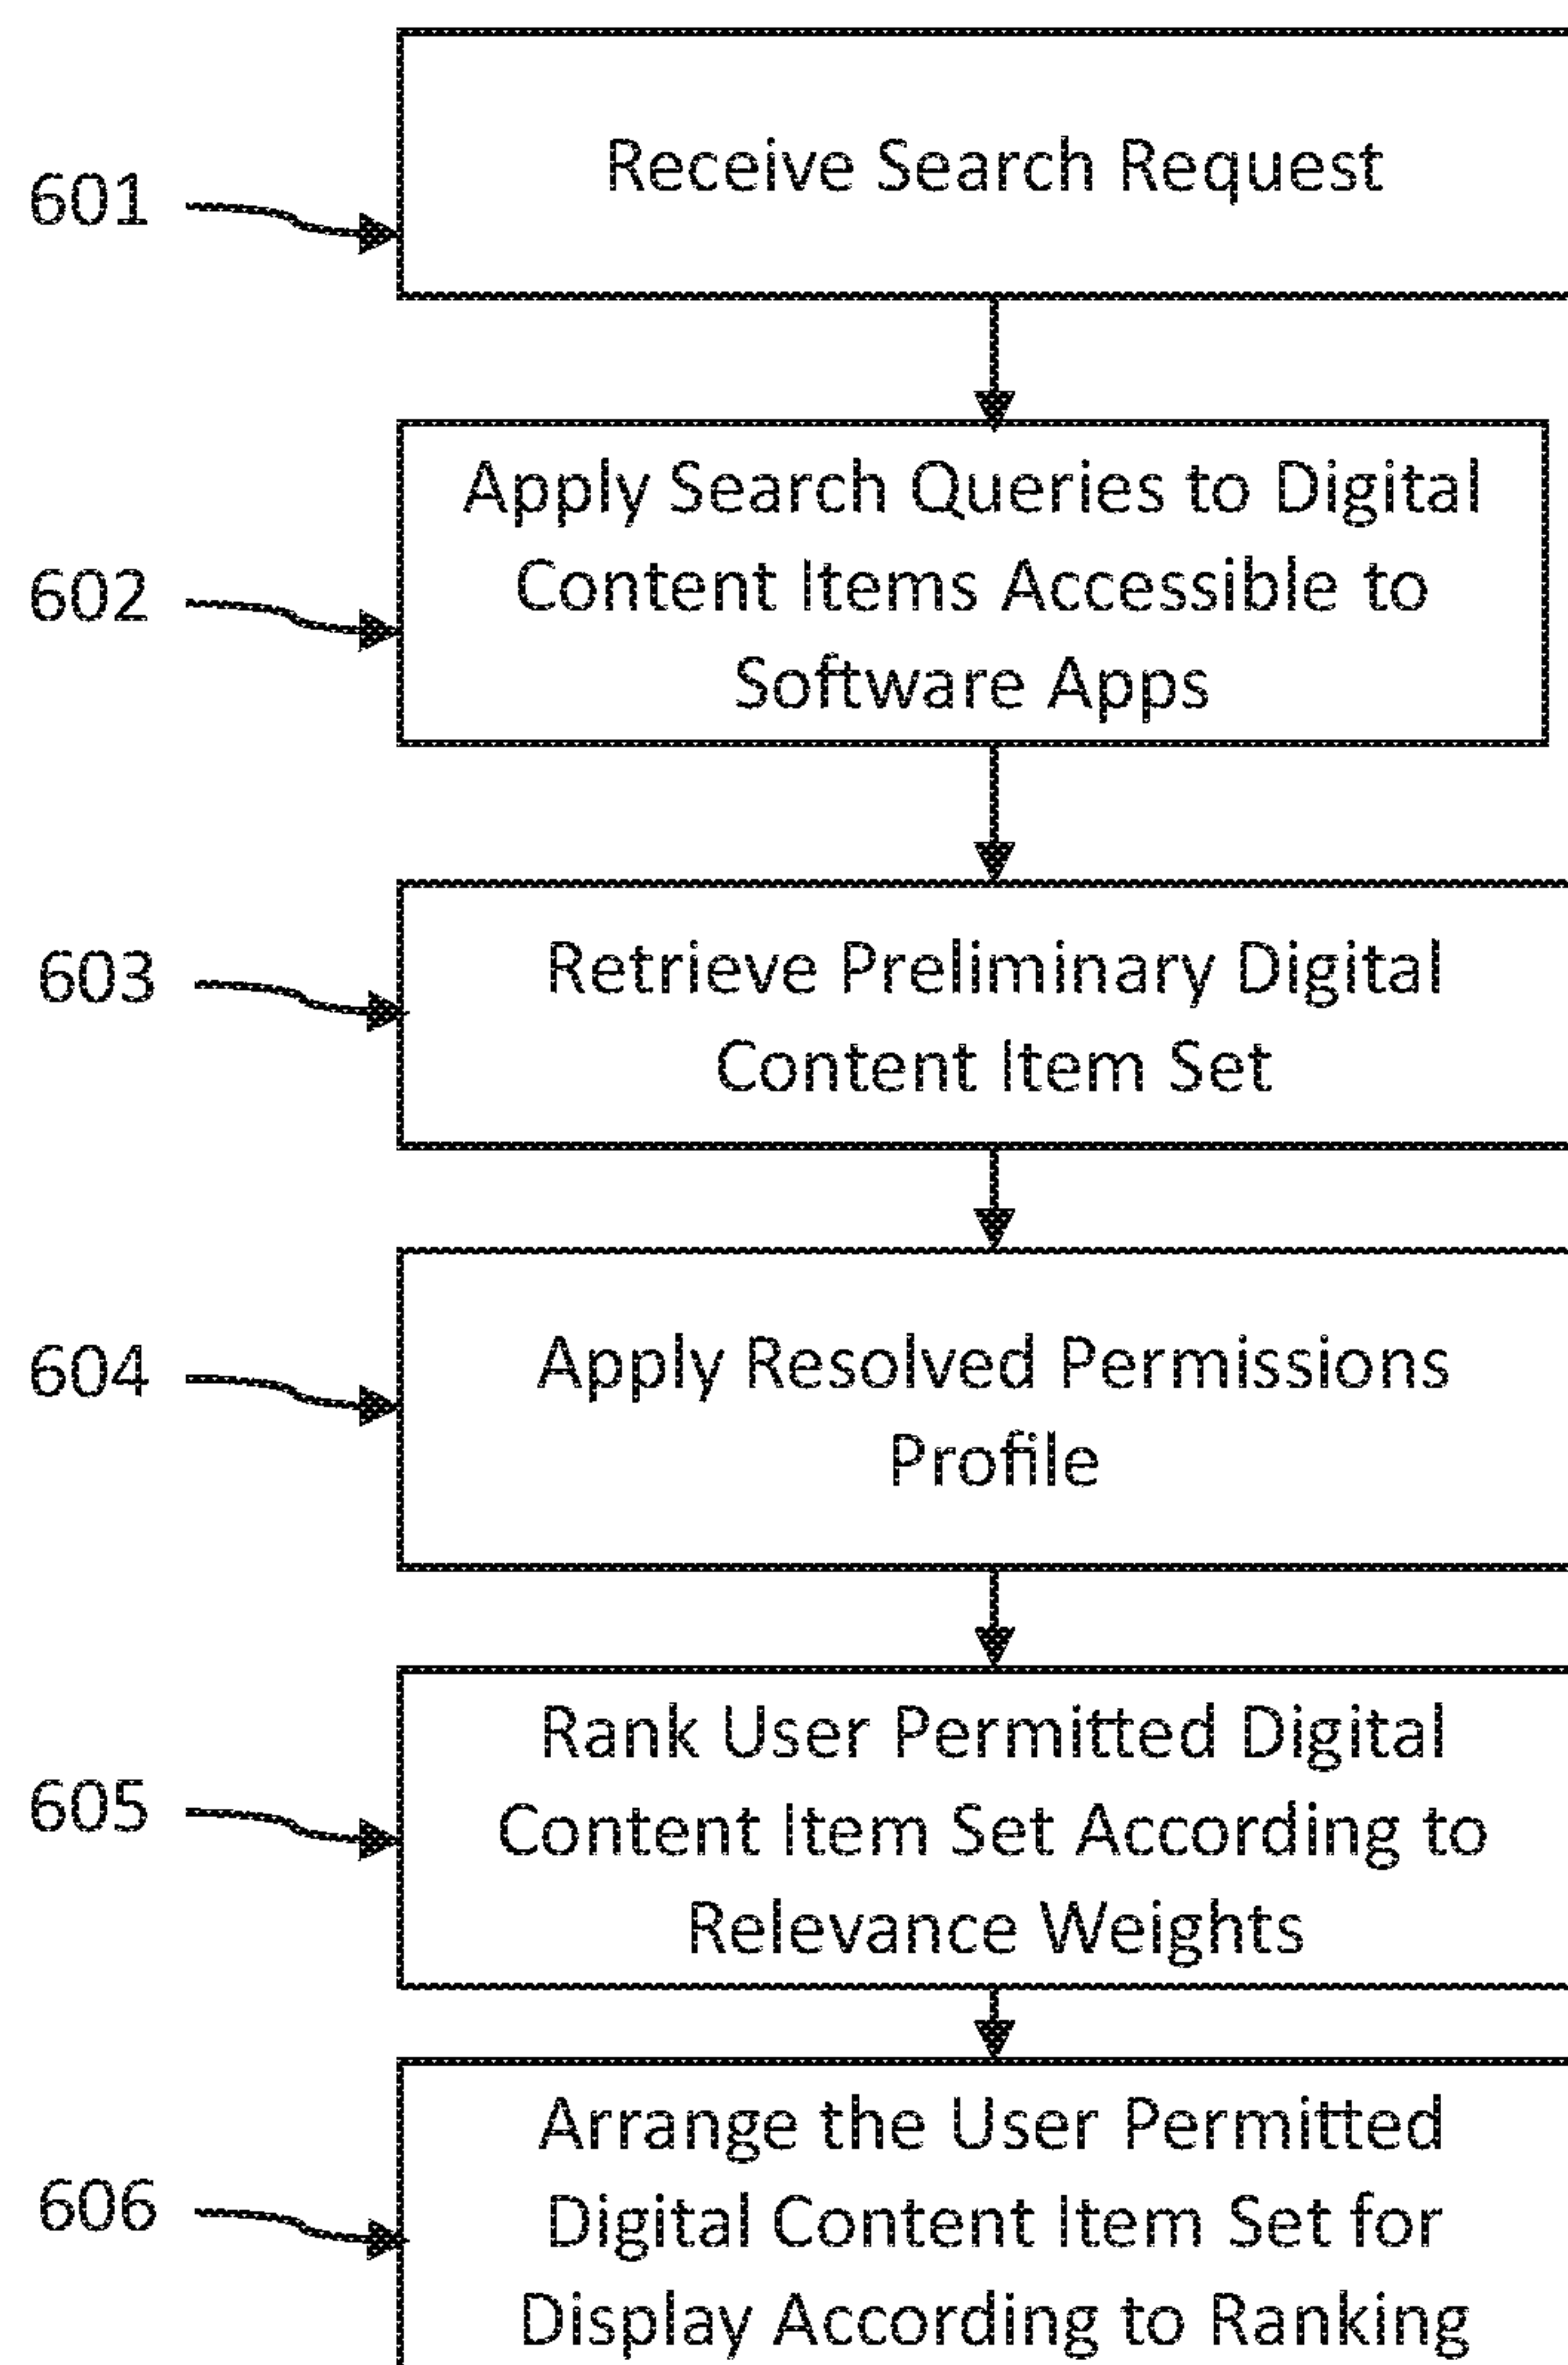 Receive Search Request
601
Apply Search Queries to Digital
Content Items Accessible to
Software Apps
602
Retrieve Preliminary Digital
Content Item Set
603
Apply Resolved Permissions
Profile
604
Rank User Permitted Digital
Content Item Set According to
Relevance Weights
605
Arrange the User Permitted
Digital Content Item Set for
Display According to Ranking
606